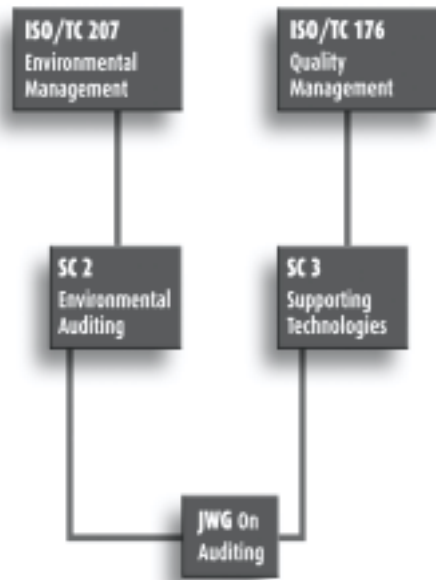 ISO/TC 207
Environmental
Management
ISO/TC 176
Quality
Management
SC 2
Environmental
Auditing
SC 3
Supporting
Technologies
JWG On
Auditing